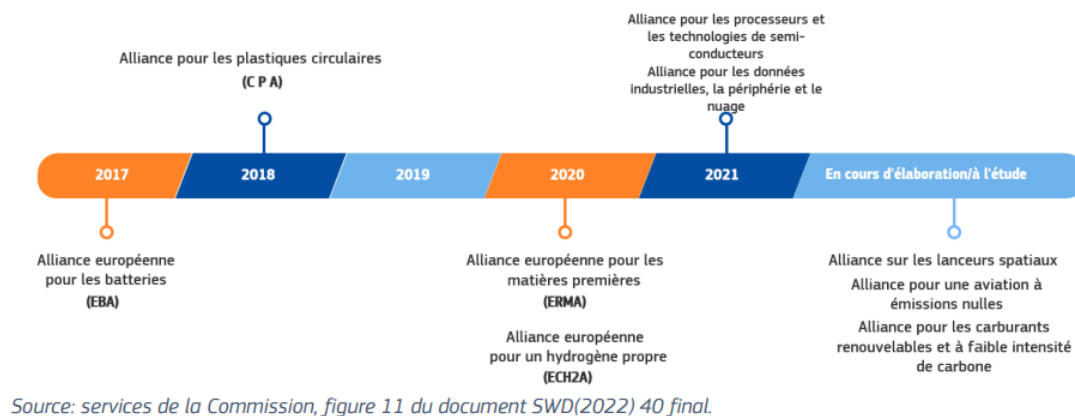 Alliance pour les plastiques circulaires
(C P A)
Alliance pour les processeurs et
les technologies de semi-
conducteurs
Alliance pour les données
industrielles, la périphérie et le
nuage
2017
2018
2019
2020
2021
En cours d'élaboration/à l'étude
Alliance européenne
pour les batteries
(EBA)
Alliance européenne pour les
matières premières
(ERMA)
Alliance européenne
pour un hydrogène propre
(ECH2A)
Alliance sur les lanceurs spatiaux
Alliance pour une aviation à
émissions nulles
Alliance pour les carburants
renouvelables et à faible intensité
de carbone
Source: services de la Commission, figure 11 du document SWD(2022) 40 final.